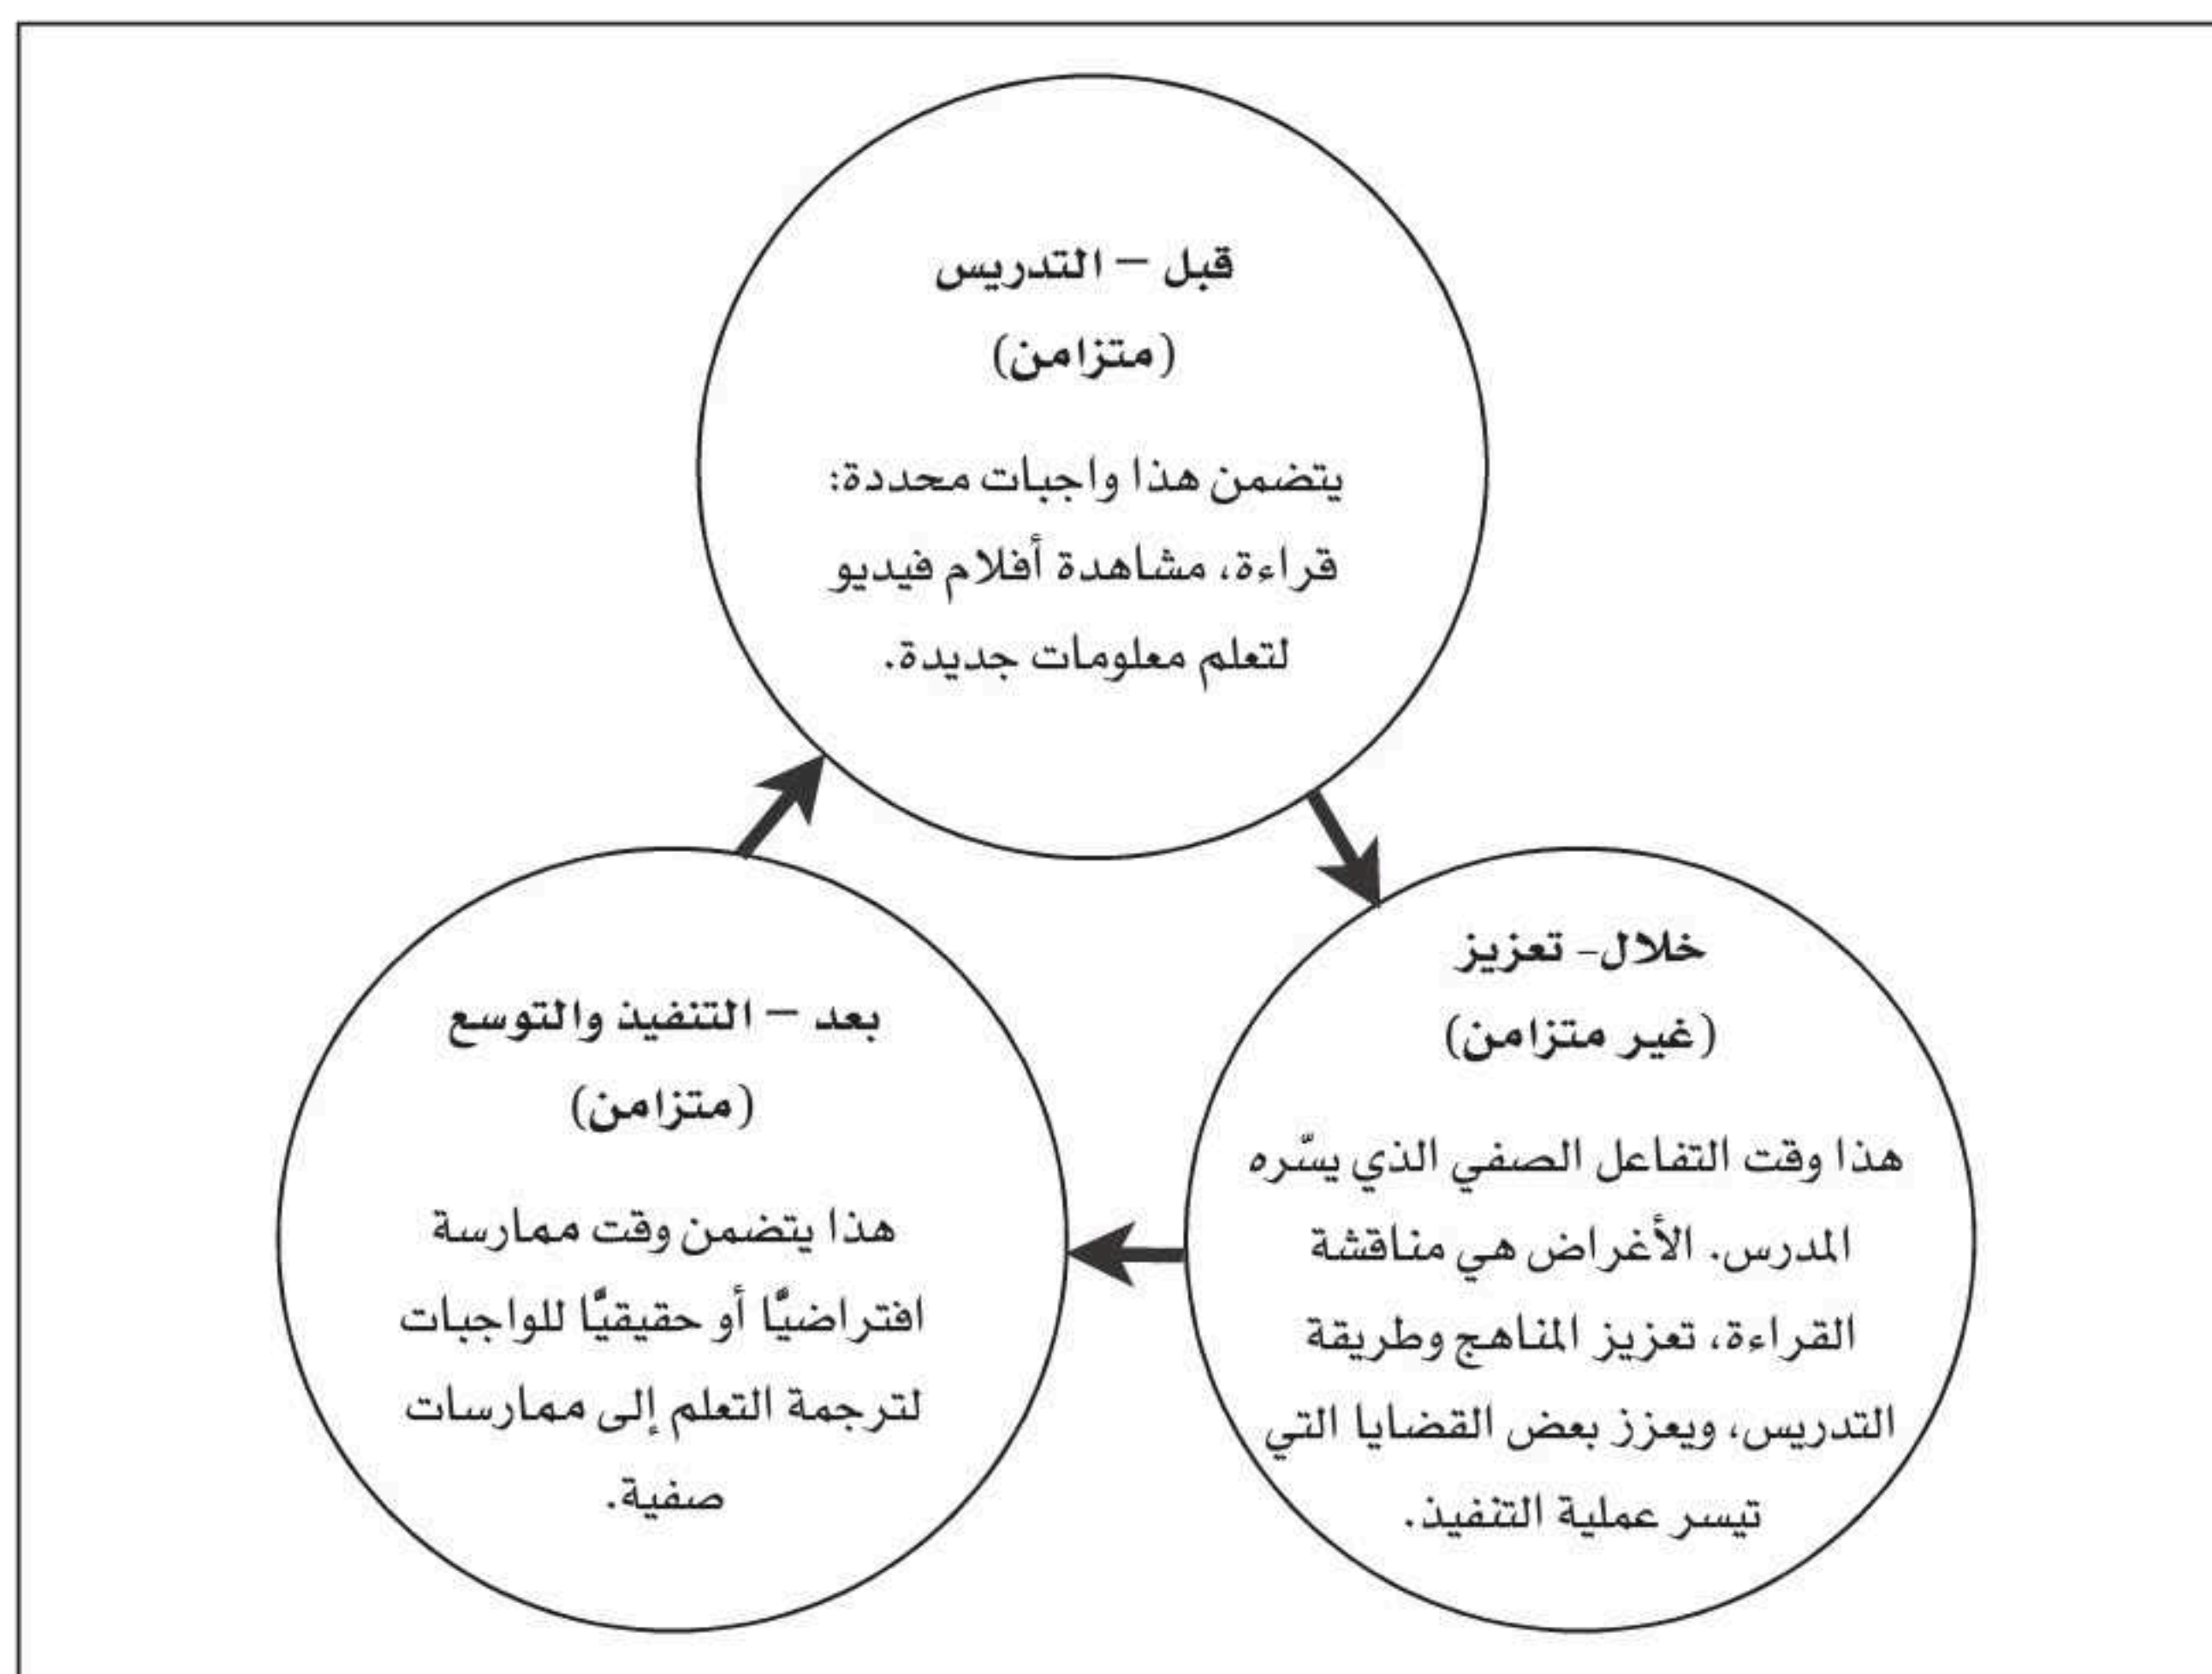 قبل – التدريس
(متزامن)
يتضمن هذا واجبات محددة:
قراءة، مشاهدة أفلام فيديو
لتعلم معلومات جديدة.
خلال- تعزيز
(غير متزامن)
هذا وقت التفاعل الصفي الذي يسّره
المدرس. الأغراض هي مناقشة
القراءة، تعزيز المناهج وطريقة
التدريس، ويعزز بعض القضايا التي
تيسر عملية التنفيذ.
بعد – التنفيذ والتوسع
(متزامن)
هذا يتضمن وقت ممارسة
افتراضيًّا أو حقيقيًّا للواجبات
لترجمة التعلم إلى ممارسات
صفية.